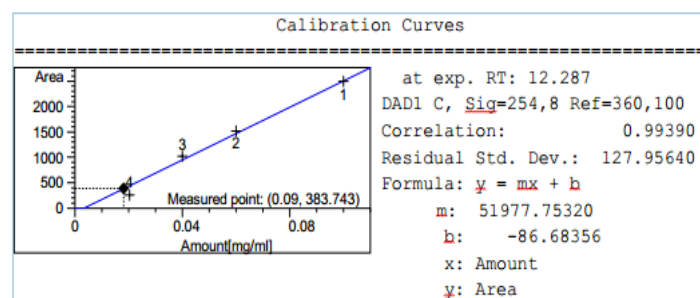 Calibration Curves
================================================================
Area
2000
1500
1000
500
0
1
2
3
4
Measured point: (0.09, 383.743)
0 0.04 0.08
Amount[mg/ml]
at exp. RT: 12.287
DAD1 C, Sig=254,8 Ref=360,100
Correlation: 0.99390
Residual Std. Dev.: 127.95640
Formula: y = mx + b
m: 51977.75320
b: -86.68356
x: Amount
y: Area